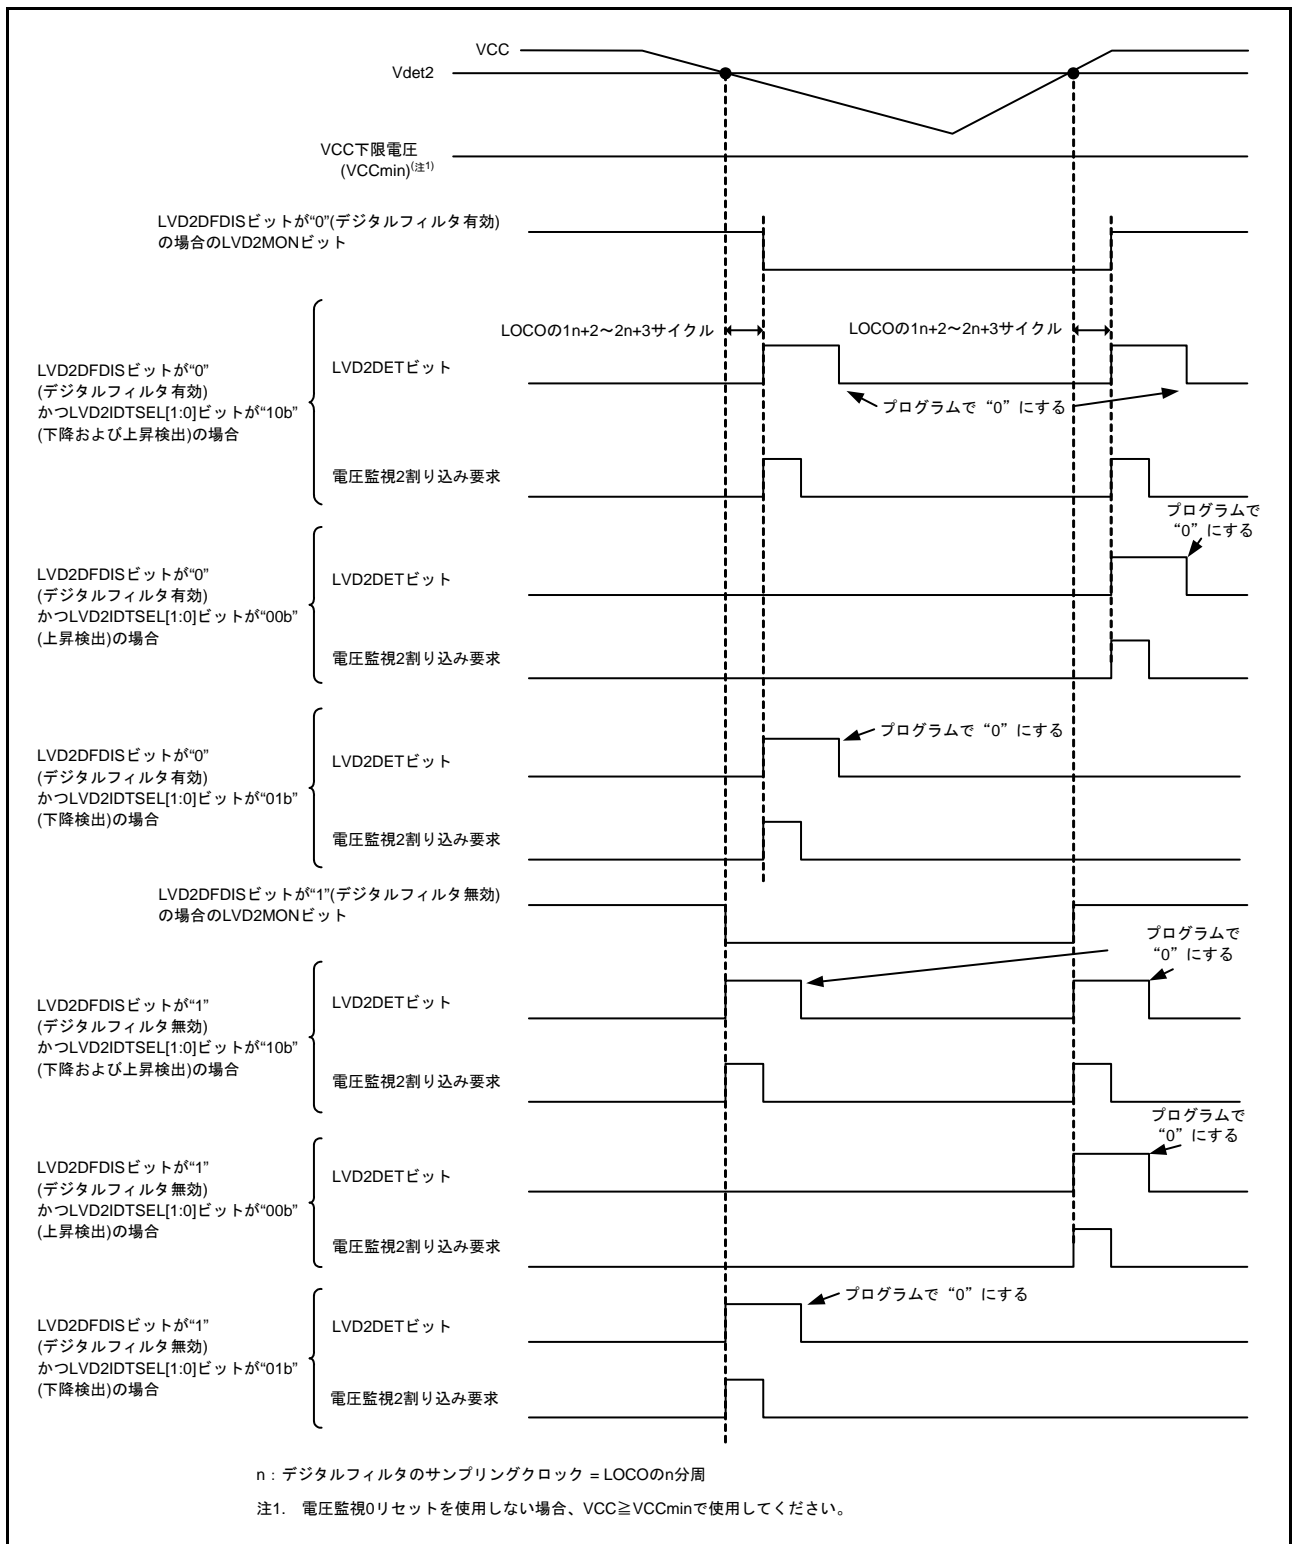 VCC
Vdet2
VCC下限電圧
(VCCmin)(注1)
LVD2DFDISビットが“0”(デジタルフィルタ有効)
の場合のLVD2MONビット
LOCOの1n+2～2n+3サイクル
LOCOの1n+2～2n+3サイクル
LVD2DFDISビットが“0”
(デジタルフィルタ有効)
かつLVD2IDTSEL[1:0]ビットが“10b”
(下降および上昇検出)の場合
LVD2DETビット
プログラムで“0”にする
電圧監視2割り込み要求
プログラムで
“0”にする
LVD2DFDISビットが“0”
(デジタルフィルタ有効)
かつLVD2IDTSEL[1:0]ビットが“00b”
(上昇検出)の場合
LVD2DETビット
電圧監視2割り込み要求
LVD2DFDISビットが“0”
(デジタルフィルタ有効)
かつLVD2IDTSEL[1:0]ビットが“01b”
(下降検出)の場合
LVD2DETビット
プログラムで“0”にする
電圧監視2割り込み要求
LVD2DFDISビットが“1”(デジタルフィルタ無効)
の場合のLVD2MONビット
プログラムで
“0”にする
LVD2DFDISビットが“1”
(デジタルフィルタ無効)
かつLVD2IDTSEL[1:0]ビットが“10b”
(下降および上昇検出)の場合
LVD2DETビット
電圧監視2割り込み要求
プログラムで
“0”にする
LVD2DFDISビットが“1”
(デジタルフィルタ無効)
かつLVD2IDTSEL[1:0]ビットが“00b”
(上昇検出)の場合
LVD2DETビット
電圧監視2割り込み要求
LVD2DFDISビットが“1”
(デジタルフィルタ無効)
かつLVD2IDTSEL[1:0]ビットが“01b”
(下降検出)の場合
プログラムで“0”にする
LVD2DETビット
電圧監視2割り込み要求
n：デジタルフィルタのサンプリングクロック = LOCOのn分周
注1. 電圧監視0リセットを使用しない場合、VCC≧VCCminで使用してください。